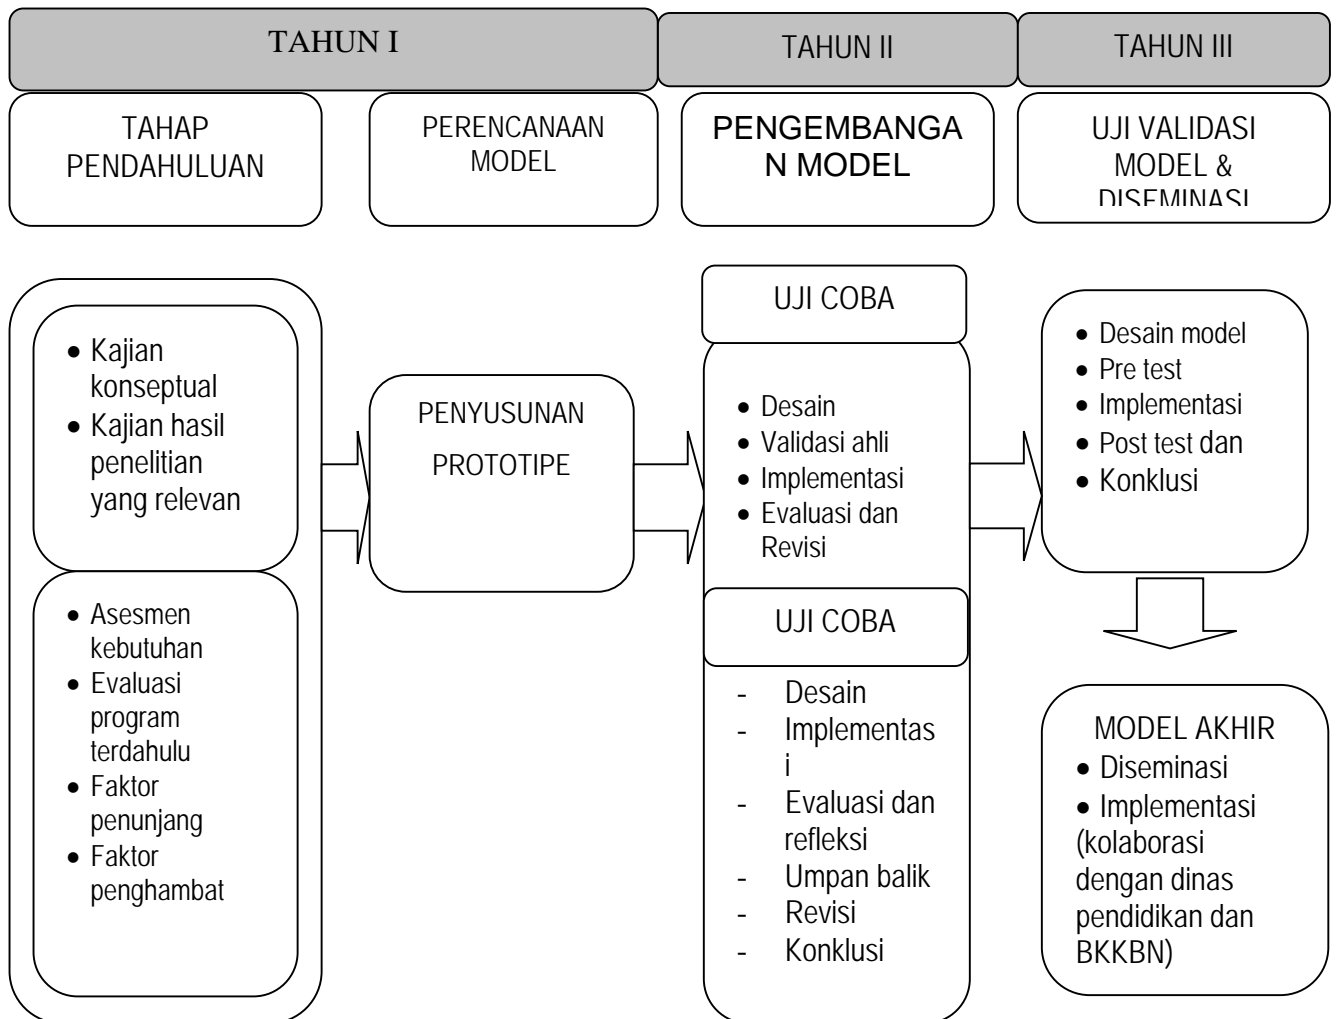 TAHUN I
TAHUN II
TAHUN III
TAHAP
PENDAHULUAN
PERENCANAAN
MODEL
PENGEMBANGA
N MODEL
UJI VALIDASI
MODEL &
DISEMINASI
• Kajian
konseptual
• Kajian hasil
penelitian
yang relevan
• Asesmen
kebutuhan
• Evaluasi
program
terdahulu
• Faktor
penunjang
• Faktor
penghambat
PENYUSUNAN
PROTOTIPE
UJI COBA
• Desain
• Validasi ahli
• Implementasi
• Evaluasi dan
Revisi
UJI COBA
- Desain
- Implementas
i
- Evaluasi dan
refleksi
- Umpan balik
- Revisi
- Konklusi
• Desain model
• Pre test
• Implementasi
• Post test dan
• Konklusi
MODEL AKHIR
• Diseminasi
• Implementasi
(kolaborasi
dengan dinas
pendidikan dan
BKKBN)